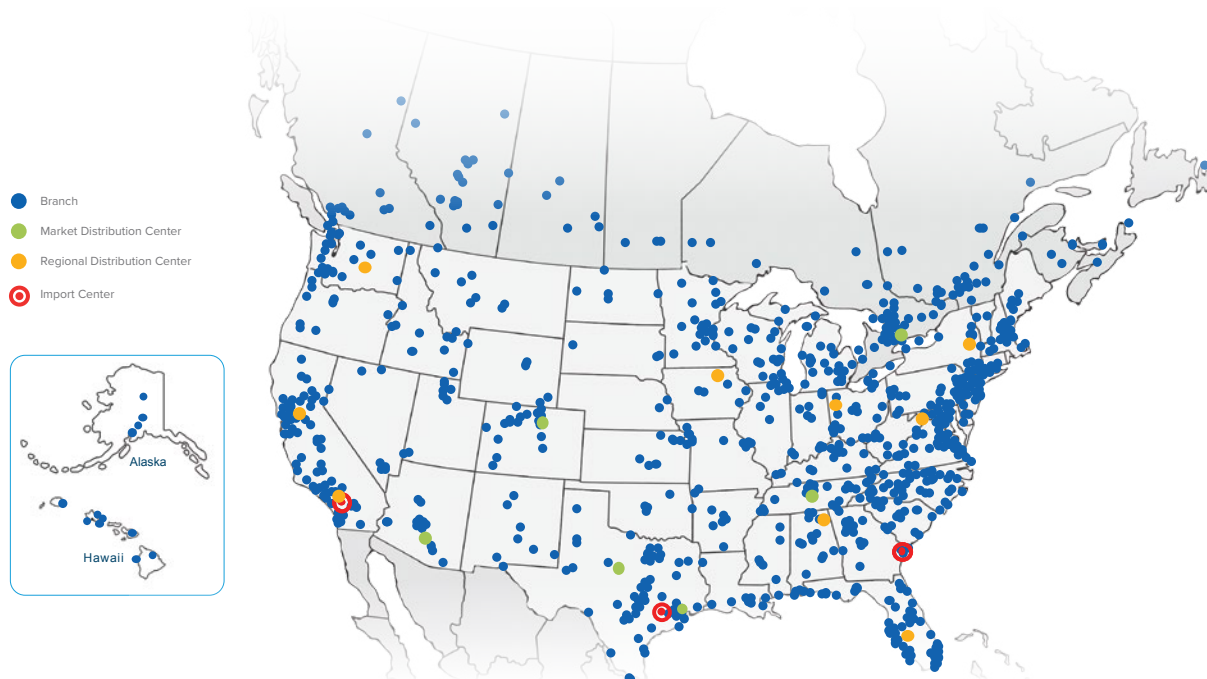 Branch
Market Distribution Center
Regional Distribution Center
Import Center
Alaska
Hawaii